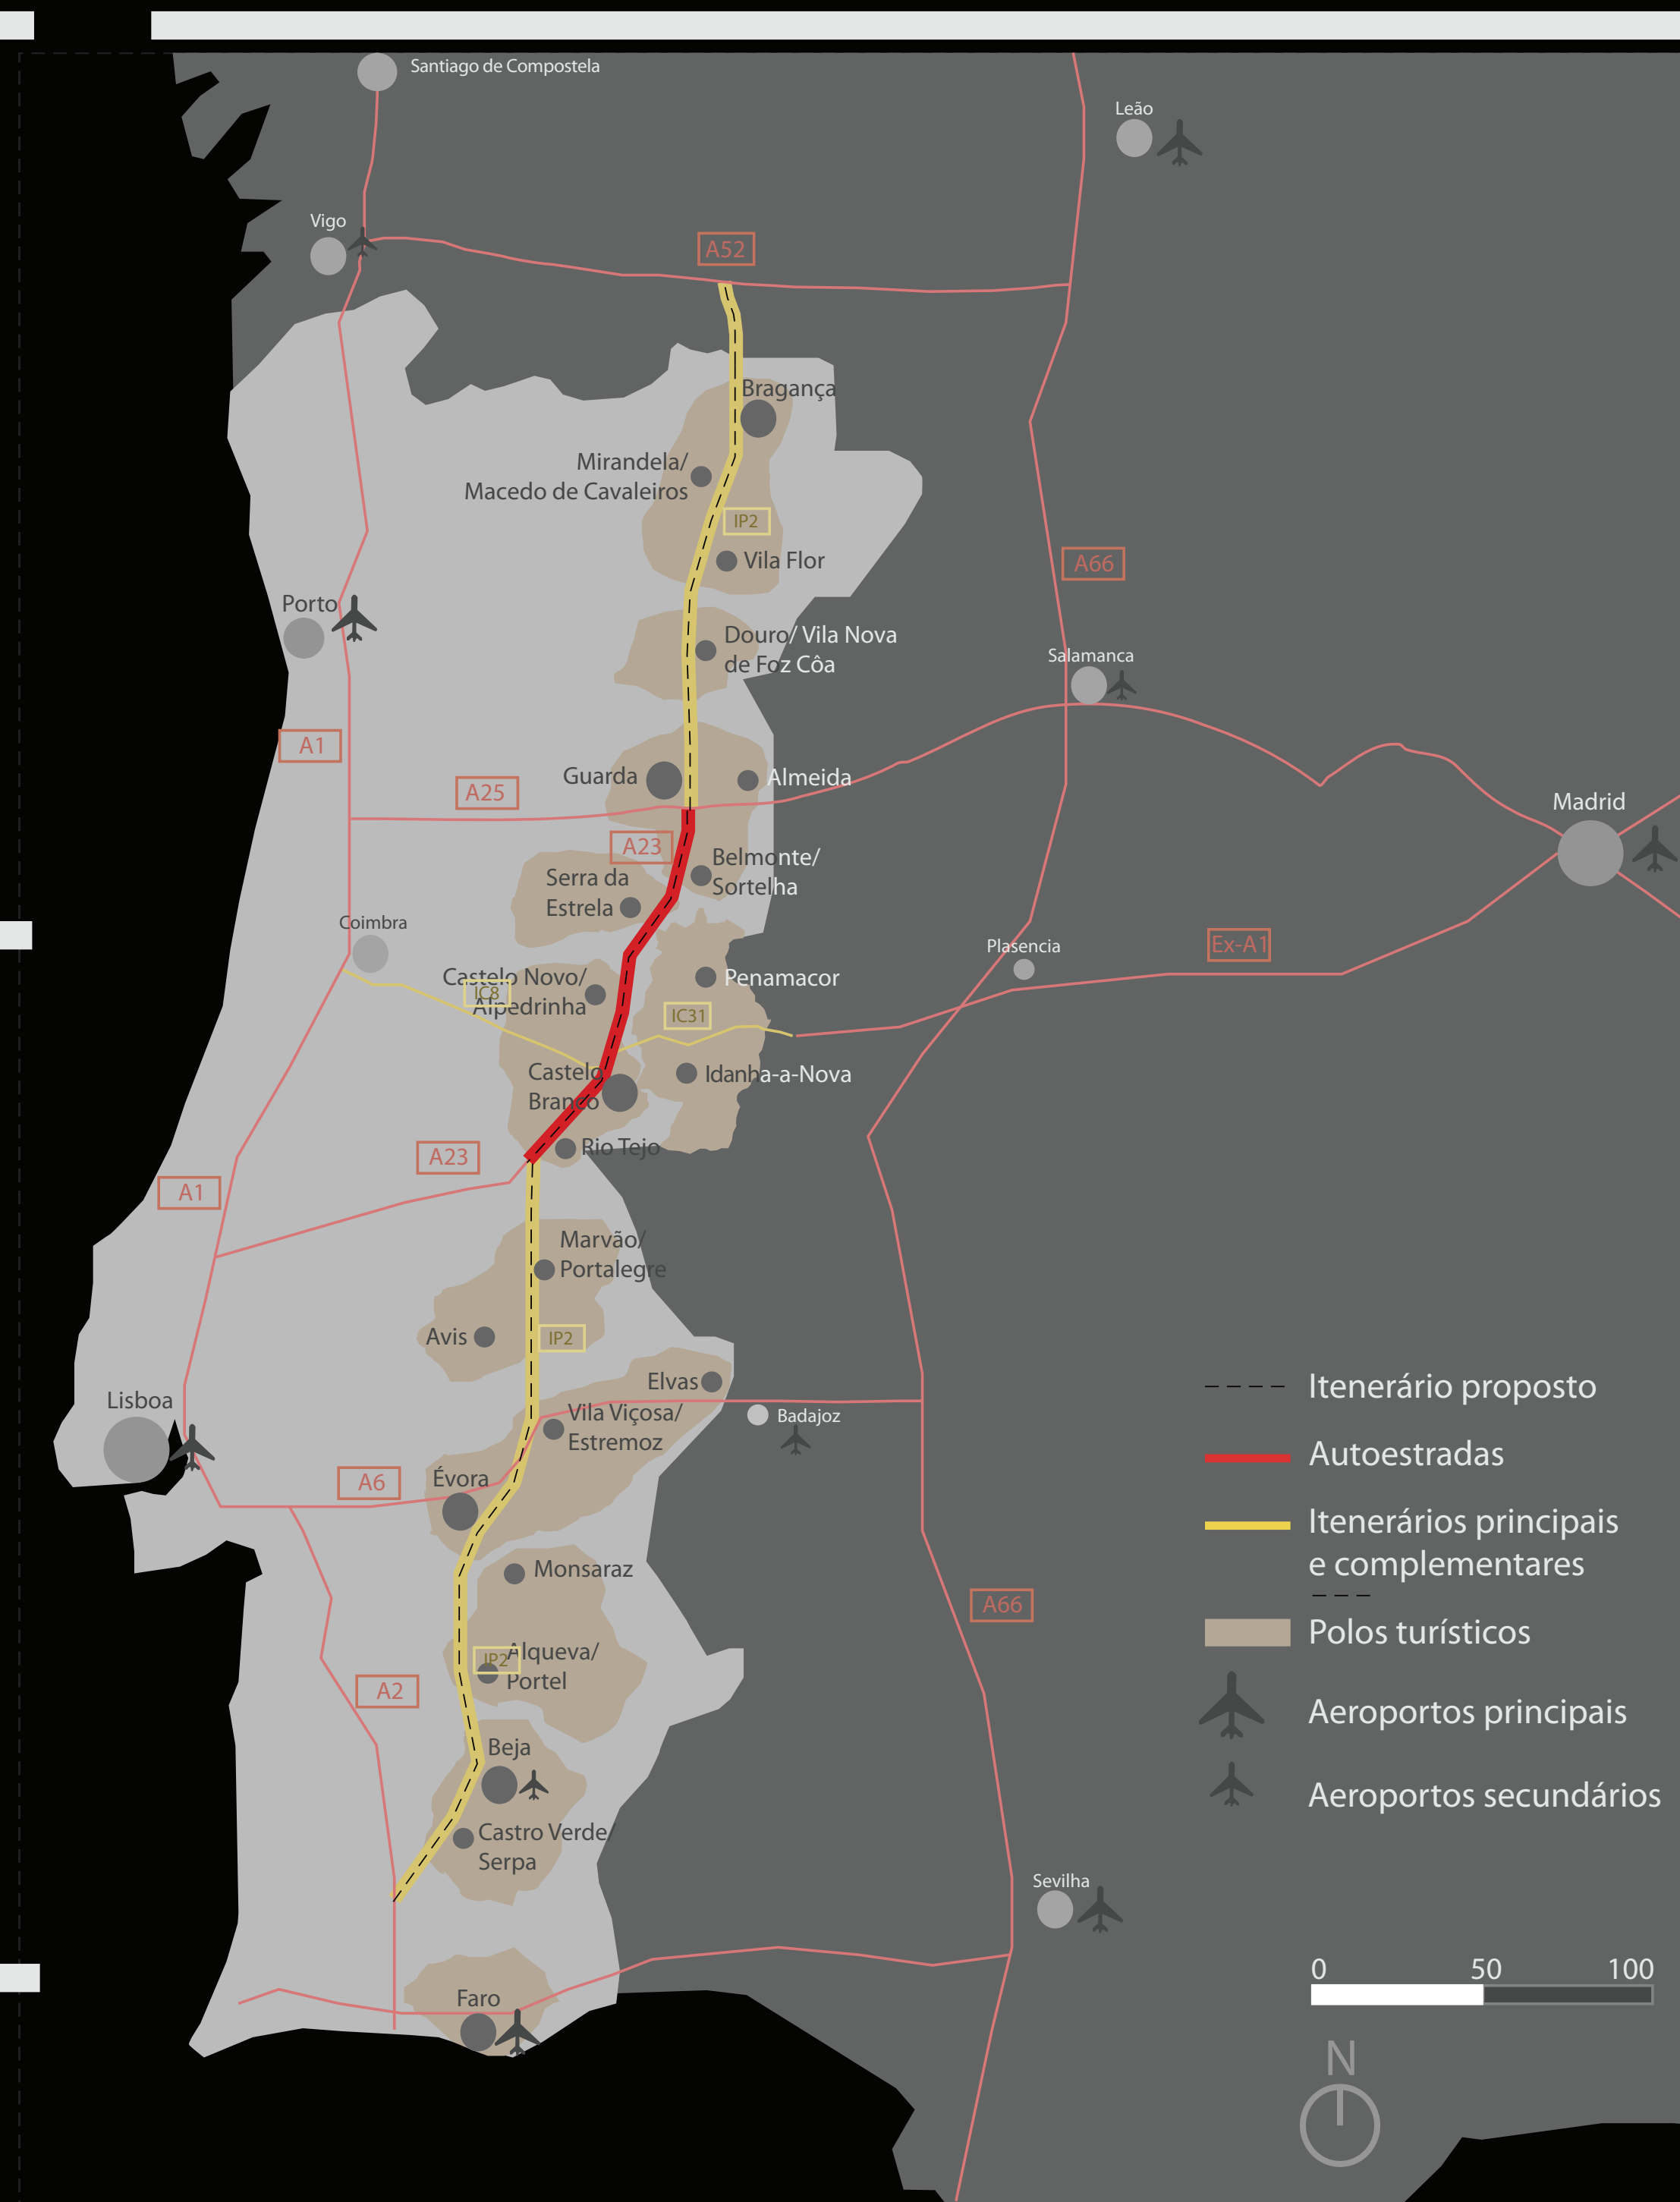 Santiago de Compostela
Leão
Vigo
A52
Bragança
Mirandela/
Macedo de Cavaleiros
IP2
Vila Flor
A66
Porto
Douro/ Vila Nova
de Foz Côa
Salamanca
A1
Guarda
Almeida
A25
Madrid
A23
Belmonte/
Sortelha
Serra da
Estrela
Coimbra
Plasencia
Ex-A1
Castelo Novo/
Alpedrinha
IC8
Penamacor
IC31
Castelo
Branco
Idanha-a-Nova
Rio Tejo
A23
A1
Marvão/
Portalegre
Avis
IP2
Elvas
Lisboa
Vila Viçosa/
Estremoz
Badajoz
A6
Évora
Monsaraz
A66
Alqueva/
Portel
IP2
A2
Beja
Castro Verde/
Serpa
Sevilha
Faro
Itenerário proposto
Autoestradas
Itenerários principais
e complementares
Polos turísticos
Aeroportos principais
Aeroportos secundários
0 50 100
N